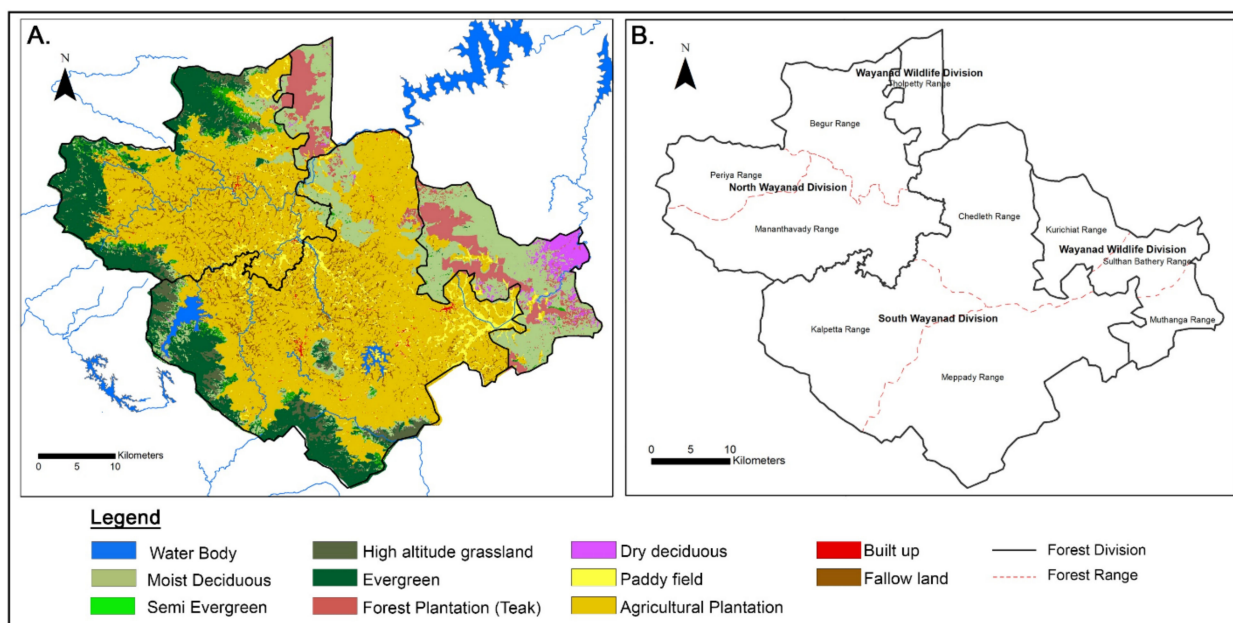 A.
N
0 5 10
Kilometers
B.
N
Wayanad Wildlife Division
Tholpetty Range
Begur Range
Periya Range
North Wayanad Division
Mananthavady Range
Chedleth Range
Kurichiat Range
Wayanad Wildlife Division
Sulthan Bathery Range
South Wayanad Division
Kalpetta Range
Muthanga Range
Meppady Range
0 5 10
Kilometers
Legend
Water Body
High altitude grassland
Dry deciduous
Built up
Forest Division
Moist Deciduous
Evergreen
Paddy field
Fallow land
Forest Range
Semi Evergreen
Forest Plantation (Teak)
Agricultural Plantation